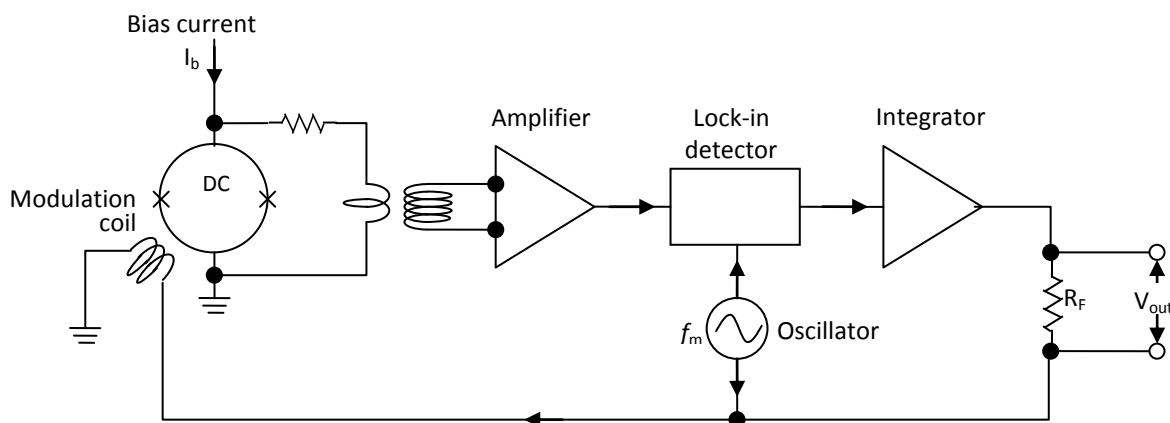 Bias current
I_b
Amplifier
Lock-in
detector
Integrator
DC
Modulation
coil
R_F
V_out
f_m
Oscillator